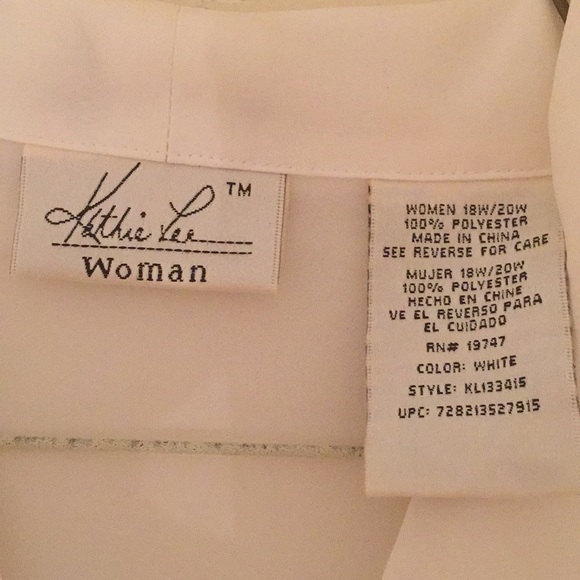 Kathie Lee™
Woman
WOMEN 18W/20W
100% POLYESTER
MADE IN CHINA
SEE REVERSE FOR CARE
MUJER 18W/20W
100% POLYESTER
HECHO EN CHINE
VE EL REVERSO PARA
EL CUIDADO
RN# 19747
COLOR: WHITE
STYLE: KL133415
UPC: 728213527915